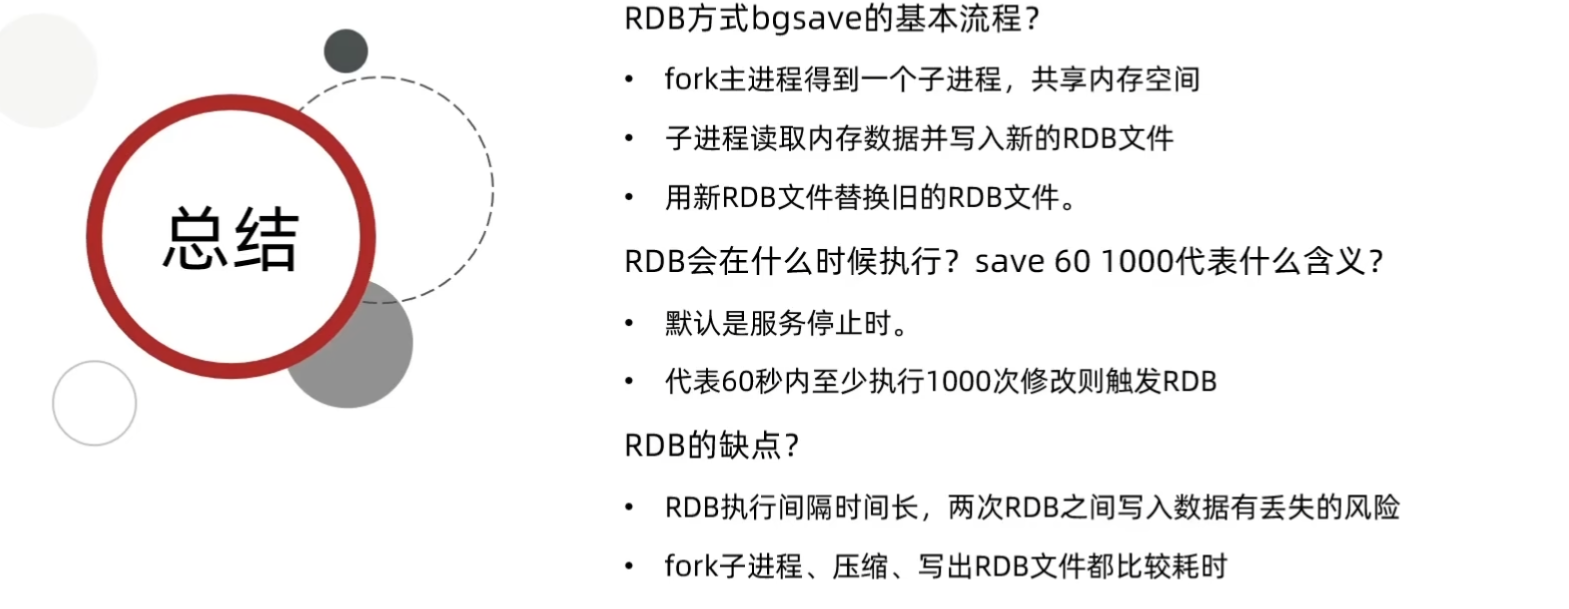 总结
RDB方式bgsave的基本流程？
• fork主进程得到一个子进程，共享内存空间
• 子进程读取内存数据并写入新的RDB文件
• 用新RDB文件替换旧的RDB文件。
RDB会在什么时候执行？save 60 1000代表什么含义？
• 默认是服务停止时。
• 代表60秒内至少执行1000次修改则触发RDB
RDB的缺点？
• RDB执行间隔时间长，两次RDB之间写入数据有丢失的风险
• fork子进程、压缩、写出RDB文件都比较耗时